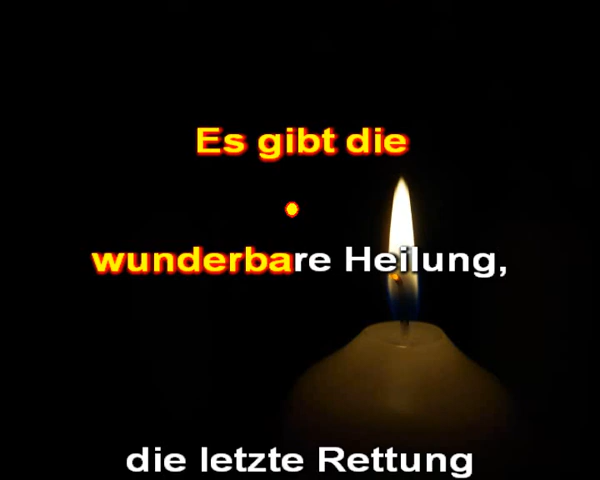 Es gibt die
wunderbare Heilung,
die letzte Rettung